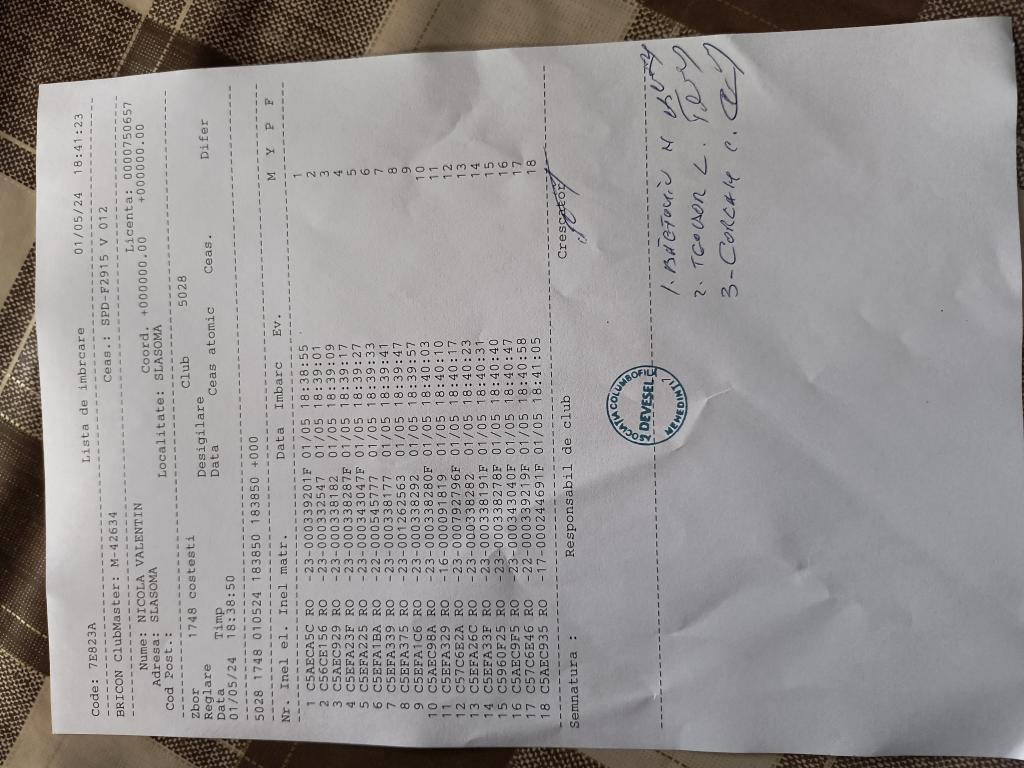 Lista de imbrcare 01/05/24 18:41:23
Code: 7E823A
BRICON ClubMaster: M-42634 Ceas.: SPD-F2915 V 012
Nume: NICOLA VALENTIN Licenta: 0000750657
Adresa: SLASOMA Coord. +000000.00 +000000.00
Cod Post.: Localitate: SLASOMA
Zbor 1748 costesti Club 5028
Reglare Desigilare
Data Timp Data Ceas atomic Ceas. Difer
01/05/24 18:38:50
5028 1748 010524 183850 183850 +000
Nr. Inel el. Inel matr. Data Imbarc Ev. M Y P F
1 C5AECA5C RO -23-000339201F 01/05 18:38:55 1
2 C56CE156 RO -23-000332547 01/05 18:39:01 2
3 C5AEC929 RO -23-000338182 01/05 18:39:09 3
4 C5EFA23F RO -23-000338287F 01/05 18:39:17 4
5 C5EFA225 RO -23-000343047F 01/05 18:39:27 5
6 C5EFA1BA RO -22-000545777 01/05 18:39:33 6
7 C5EFA339 RO -23-000338177 01/05 18:39:41 7
8 C5EFA375 RO -23-001262563 01/05 18:39:47 8
9 C5EFA1C6 RO -23-000338292 01/05 18:39:57 9
10 C5AEC98A RO -23-000338280F 01/05 18:40:03 10
11 C5EFA329 RO -16-000091819 01/05 18:40:10 11
12 C57C6E2A RO -23-000792796F 01/05 18:40:17 12
13 C5EFA26C RO -23-000338282 01/05 18:40:23 13
14 C5EFA33F RO -23-000338191F 01/05 18:40:31 14
15 C5960F25 RO -23-000338278F 01/05 18:40:40 15
16 C5AEC9F5 RO -23-000343040F 01/05 18:40:47 16
17 C57C6E46 RO -22-000339219F 01/05 18:40:58 17
18 C5AEC935 RO -17-000244691F 01/05 18:41:05 18
Semnatura : Responsabil de club Crescator
ASOCIATIA COLUMBOFILA
2 DEVESEL
MEHEDINTI
1.
2. L.
3- C.